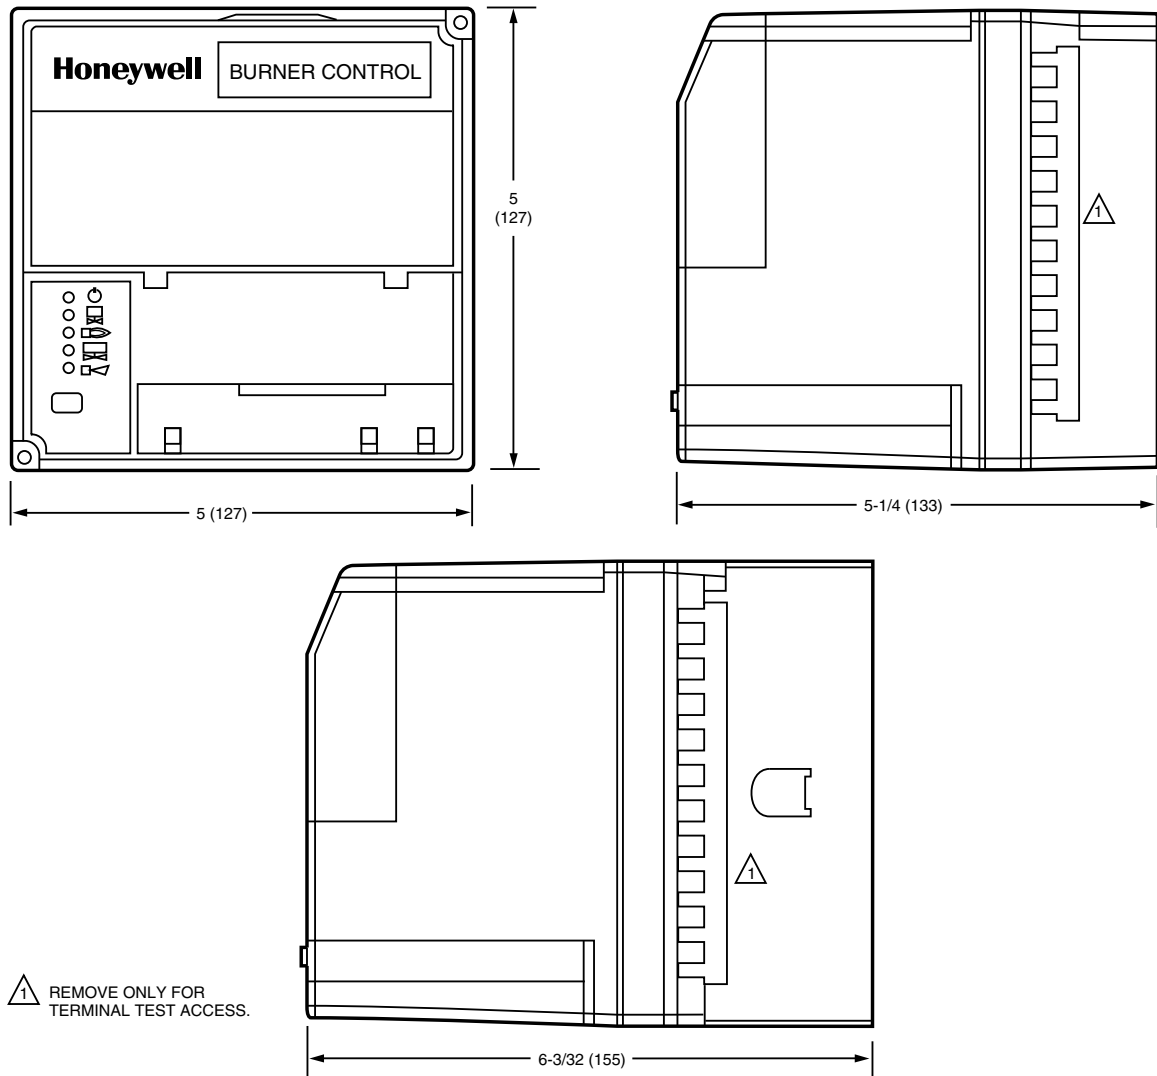 Honeywell
BURNER CONTROL
5
(127)
1
5 (127)
5-1/4 (133)
1
1 REMOVE ONLY FOR
TERMINAL TEST ACCESS.
6-3/32 (155)